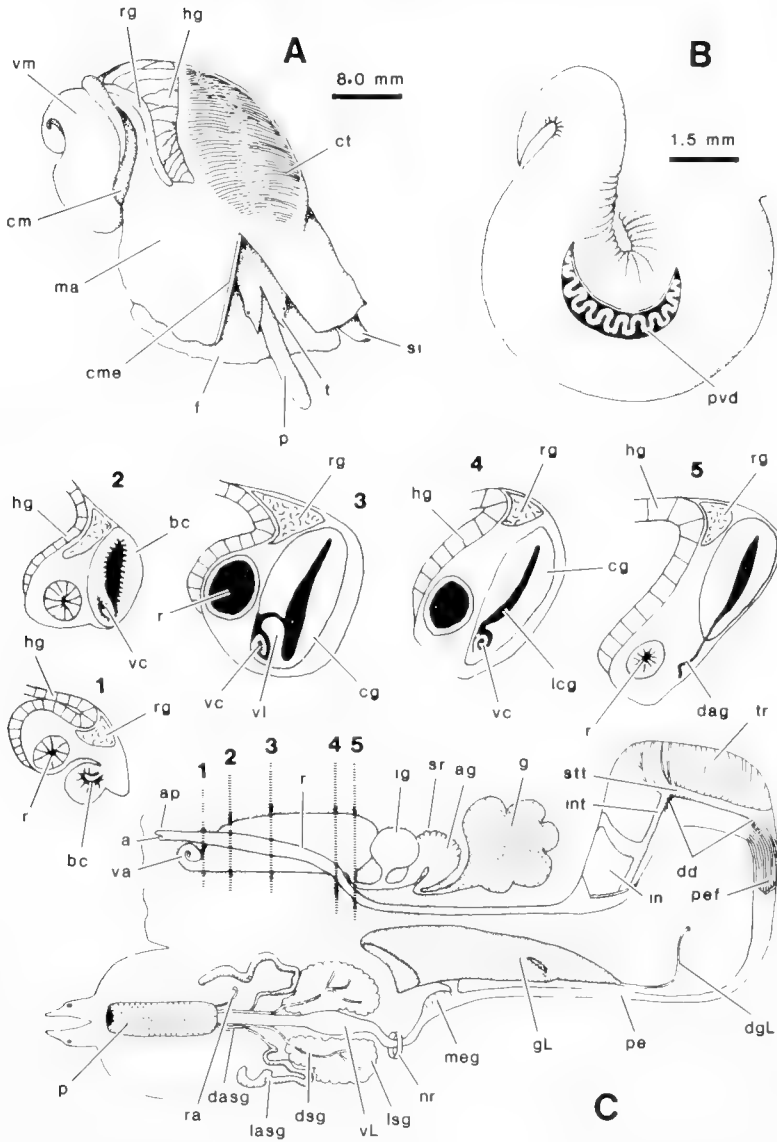 rg
hg
A
vm
8.0 mm
ct
cm
ma
cme
f
p
t
si
B
1.5 mm
pvd
2
hg
bc
vc
rg
3
r
vc
vl
cg
4
hg
rg
cg
lcg
vc
5
hg
rg
r
dag
hg
1
rg
r
bc
1
2
3
4
5
ap
a
va
r
ig
sr
ag
g
stt
int
tr
in
dd
pef
p
ra
dasg
lasg
dsg
vL
lsg
nr
meg
gL
pe
dgL
C